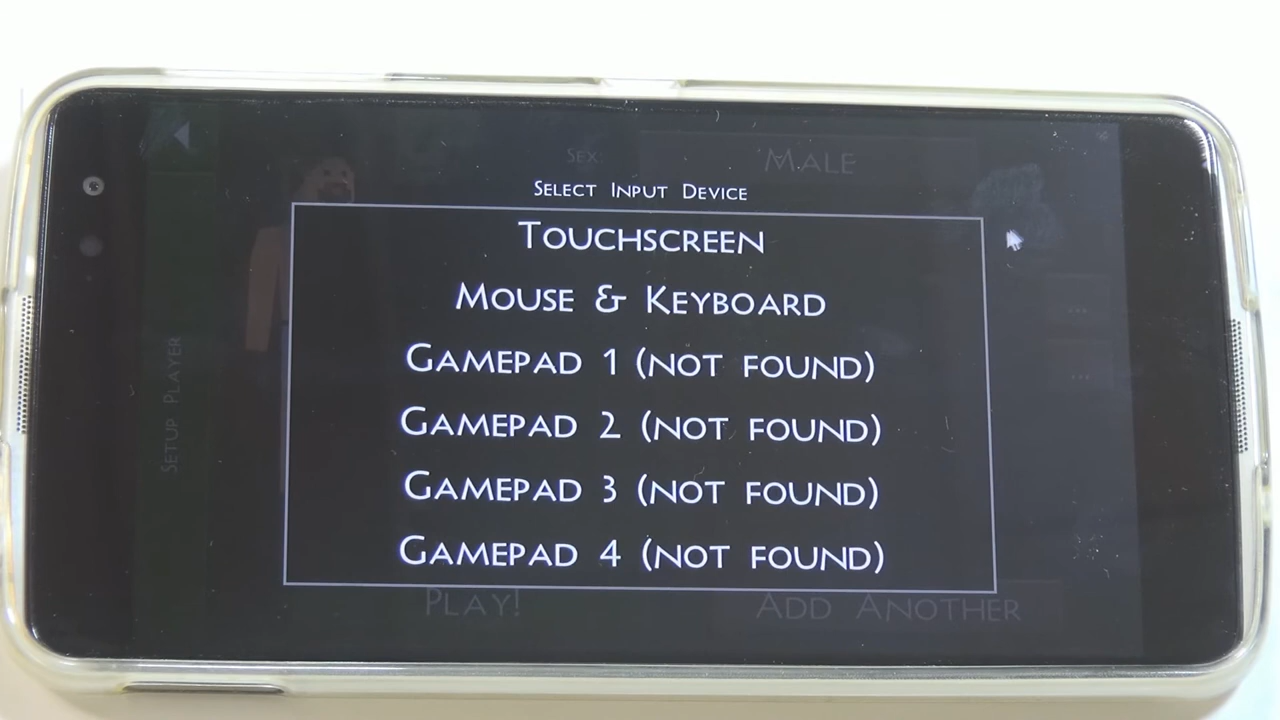 Sex:
Male
Select Input Device
Touchscreen
Mouse & Keyboard
Gamepad 1 (not found)
Gamepad 2 (not found)
Gamepad 3 (not found)
Gamepad 4 (not found)
Setup Player
Play!
Add Another